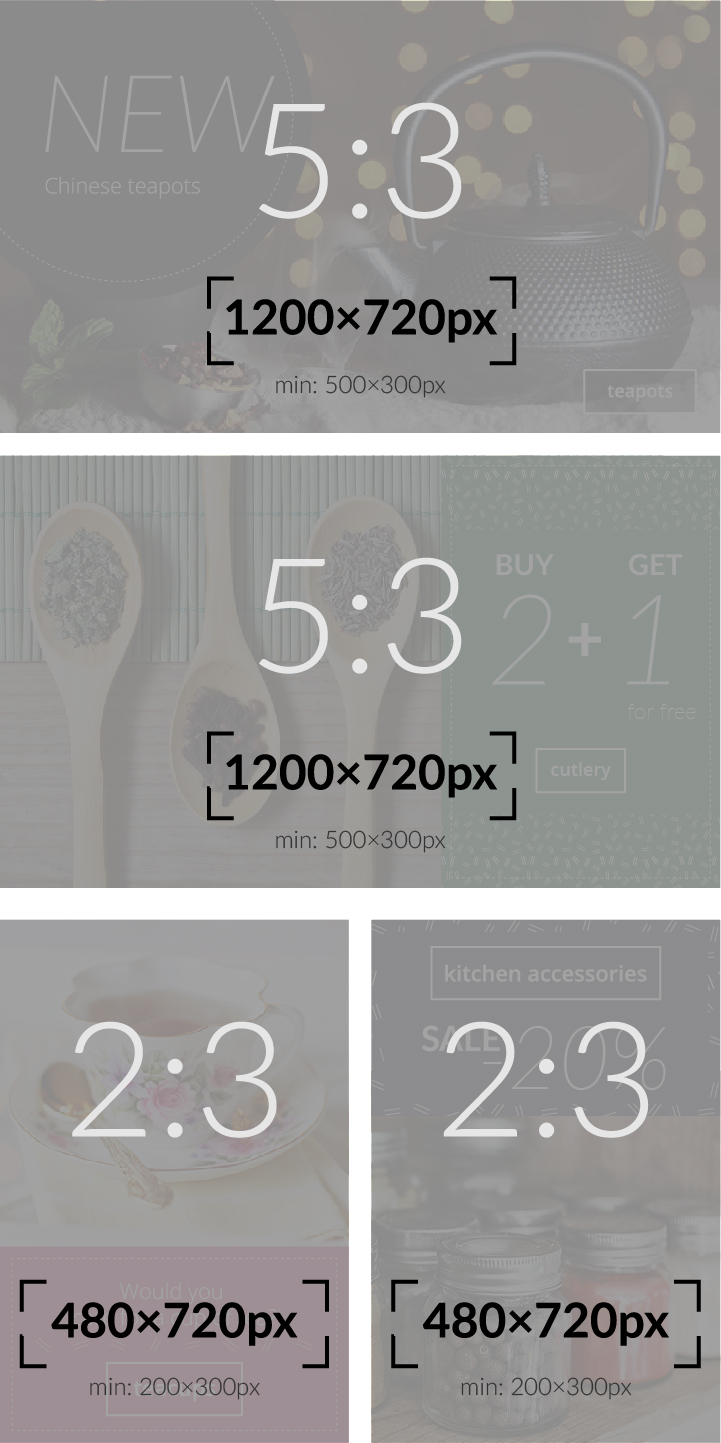 NEW
Chinese teapots
5:3
1200×720px
min: 500×300px
teapots
5:3
BUY GET
2 + 1
for free
cutlery
1200×720px
min: 500×300px
2:3
Would you
480×720px
min: 200×300px
kitchen accessories
SALE -20%
2:3
480×720px
min: 200×300px